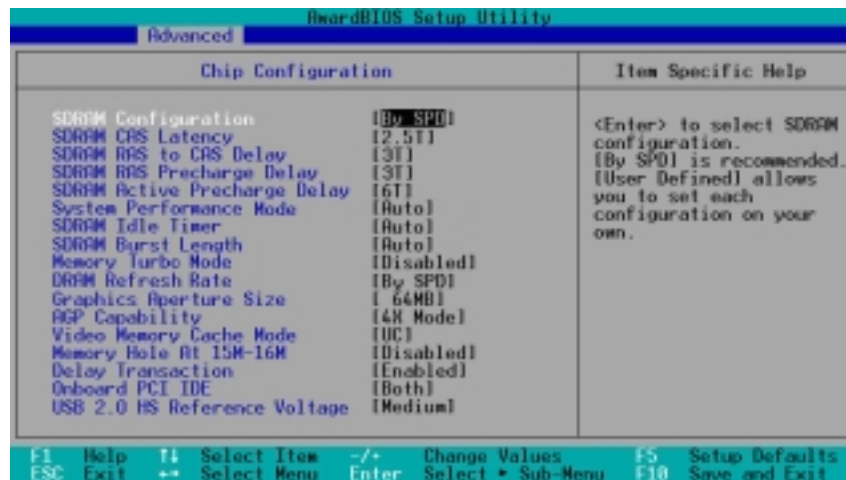 AwardBIOS Setup Utility
Advanced
Chip Configuration
Item Specific Help
SDRAM Configuration [By SPD]
SDRAM CAS Latency [2.5T]
SDRAM RAS to CAS Delay [3T]
SDRAM RAS Precharge Delay [3T]
SDRAM Active Precharge Delay [6T]
System Performance Mode [Auto]
SDRAM Idle Timer [Auto]
SDRAM Burst Length [Auto]
Memory Turbo Mode [Disabled]
DRAM Refresh Rate [By SPD]
Graphics Aperture Size [ 64MB]
AGP Capability [4X Mode]
Video Memory Cache Mode [UC]
Memory Hole At 15M-16M [Disabled]
Delay Transaction [Enabled]
Onboard PCI IDE [Both]
USB 2.0 HS Reference Voltage [Medium]
<Enter> to select SDRAM
configuration.
[By SPD] is recommended.
[User Defined] allows
you to set each
configuration on your
own.
F1 Help ↑↓ Select Item -/+ Change Values F5 Setup Defaults
ESC Exit ←→ Select Menu Enter Select ► Sub-Menu F10 Save and Exit